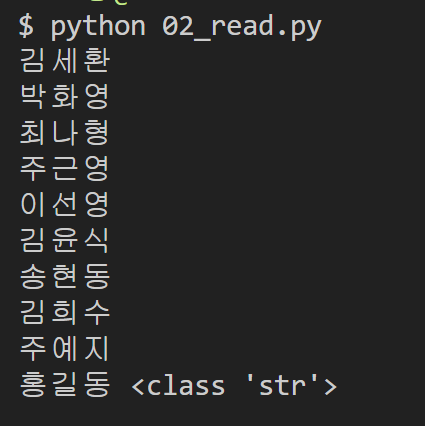 $ python 02_read.py
김세환
박화영
최나형
주근영
이선영
김윤식
송현동
김희수
주예지
홍길동 <class 'str'>